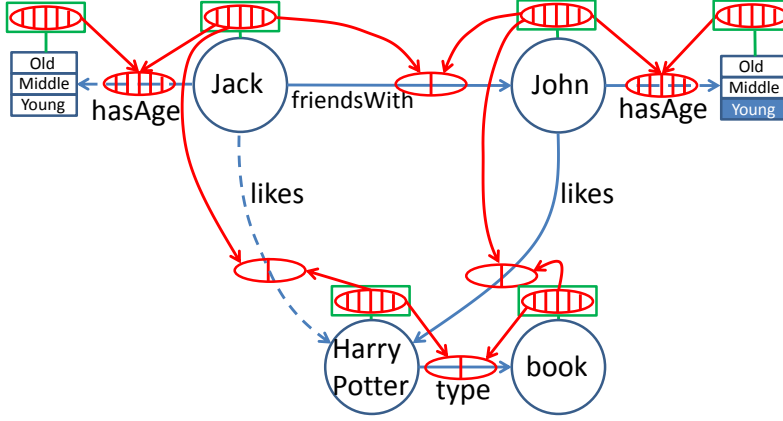 Old
Middle
Young
hasAge
Jack
friendsWith
John
hasAge
Old
Middle
Young
likes
likes
Harry
Potter
type
book